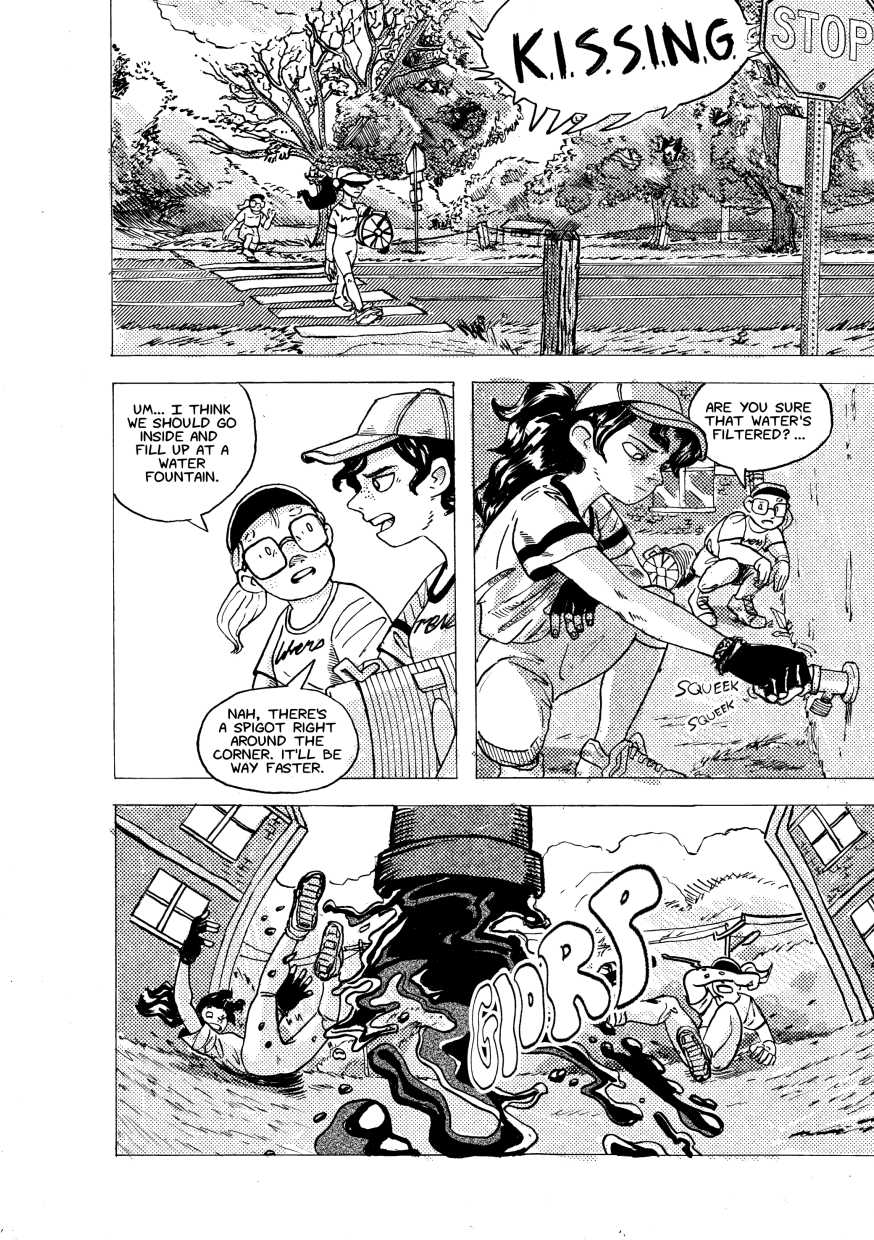 K.I.S.S.I.N.G.
STOP
UM... I THINK
WE SHOULD GO
INSIDE AND
FILL UP AT A
WATER
FOUNTAIN.
NAH, THERE'S
A SPIGOT RIGHT
AROUND THE
CORNER. IT'LL BE
WAY FASTER.
ARE YOU SURE
THAT WATER'S
FILTERED?...
SQUEEK
SQUEEK